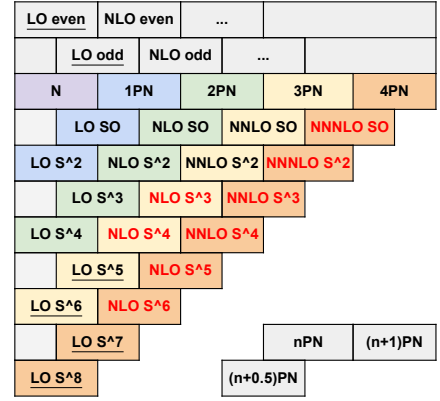 LO even NLO even ...
LO odd NLO odd ...
N 1PN 2PN 3PN 4PN
LO SO NLO SO NNLO SO NNNLO SO
LO S^2 NLO S^2 NNLO S^2 NNNLO S^2
LO S^3 NLO S^3 NNLO S^3
LO S^4 NLO S^4 NNLO S^4
LO S^5 NLO S^5
LO S^6 NLO S^6
LO S^7 nPN (n+1)PN
LO S^8 (n+0.5)PN